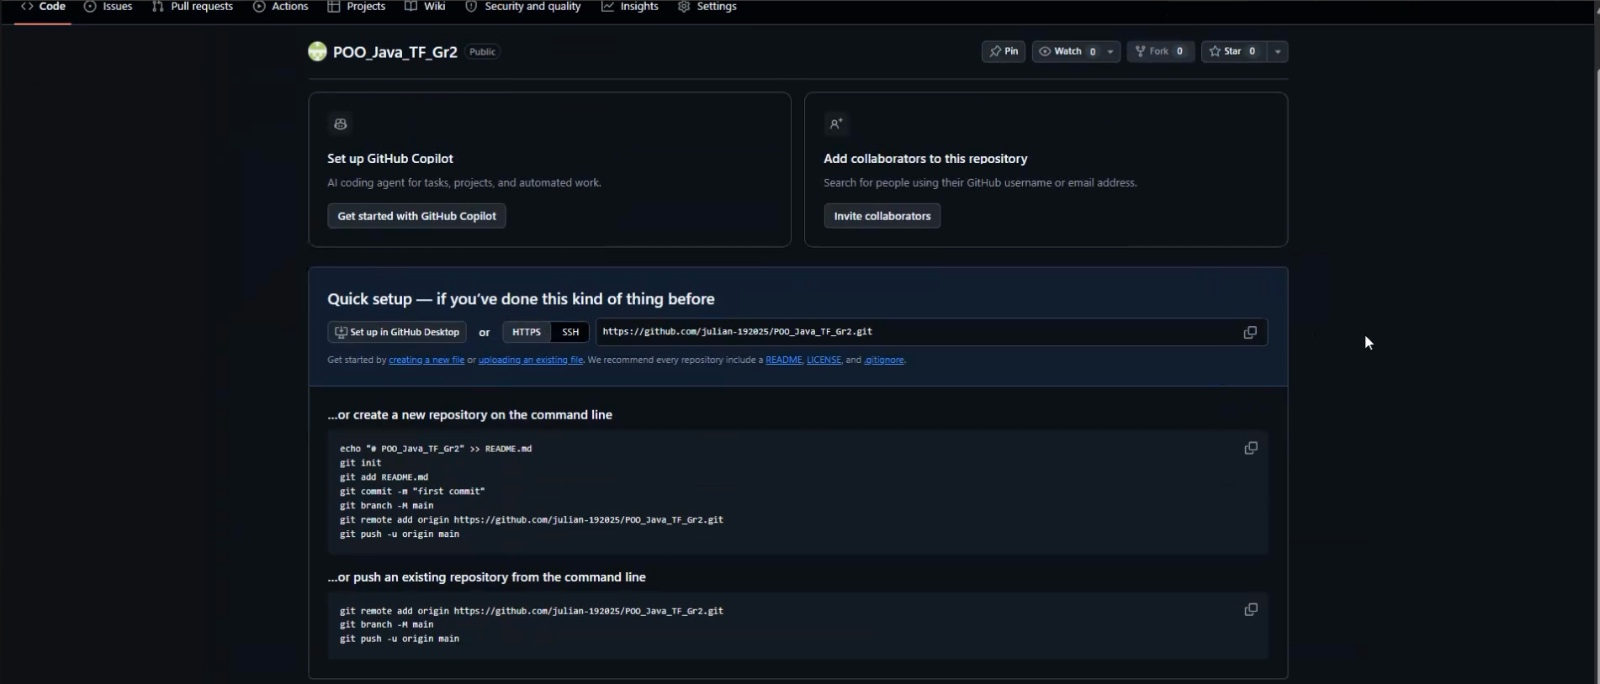 Code Issues Pull requests Actions Projects Wiki Security and quality Insights Settings
POO_Java_TF_Gr2 Public Pin Watch 0 Fork 0 Star 0
Set up GitHub Copilot
AI coding agent for tasks, projects, and automated work.
Get started with GitHub Copilot
Add collaborators to this repository
Search for people using their GitHub username or email address.
Invite collaborators
Quick setup — if you've done this kind of thing before
Set up in GitHub Desktop or HTTPS SSH https://github.com/julian-192025/POO_Java_TF_Gr2.git
Get started by creating a new file or uploading an existing file. We recommend every repository include a README, LICENSE, and .gitignore.
...or create a new repository on the command line
echo "# POO_Java_TF_Gr2" >> README.md
git init
git add README.md
git commit -m "first commit"
git branch -M main
git remote add origin https://github.com/julian-192025/POO_Java_TF_Gr2.git
git push -u origin main
...or push an existing repository from the command line
git remote add origin https://github.com/julian-192025/POO_Java_TF_Gr2.git
git branch -M main
git push -u origin main